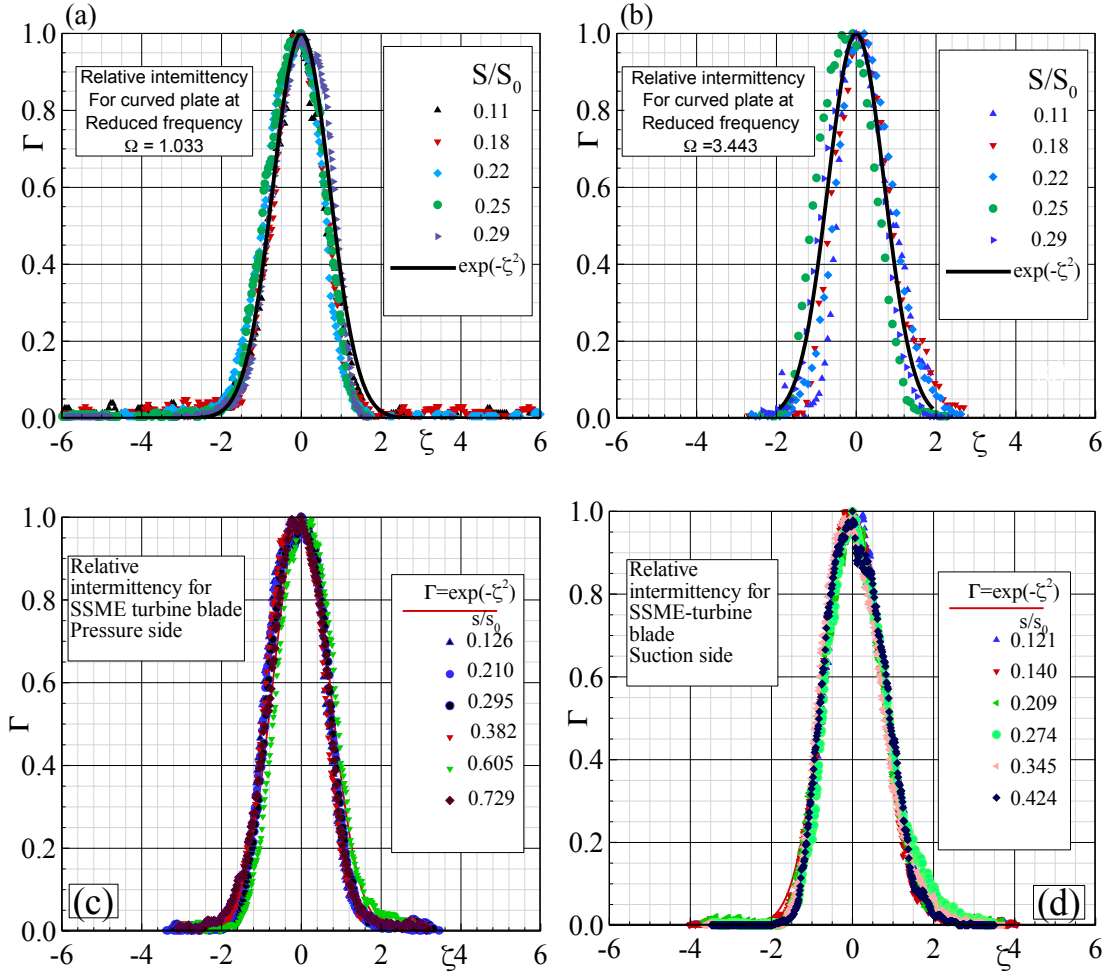 (a)
1.0
0.8
0.6
0.4
0.2
0.0
Γ
Relative intemittency
For curved plate at
Reduced frequency
Ω = 1.033
S/S0
0.11
0.18
0.22
0.25
0.29
exp(-ζ²)
-6 -4 -2 0 2 ζ 4 6
(b)
1.0
0.8
0.6
0.4
0.2
0.0
Γ
Relative intermittency
For curved plate at
Reduced frequency
Ω =3.443
S/S0
0.11
0.18
0.22
0.25
0.29
exp(-ζ²)
-6 -4 -2 0 2 ζ 4 6
1.0
0.8
0.6
0.4
0.2
0.0
Γ
Relative
intermittency for
SSME turbine blade
Pressure side
Γ=exp(-ζ²)
s/s0
0.126
0.210
0.295
0.382
0.605
0.729
(c)
-6 -4 -2 0 2 ζ 4 6
1.0
0.8
0.6
0.4
0.2
0.0
Γ
Relative
intermittency for
SSME-turbine
blade
Suction side
Γ=exp(-ζ²)
s/s0
0.121
0.140
0.209
0.274
0.345
0.424
(d)
-6 -4 -2 0 2 ζ 4 6